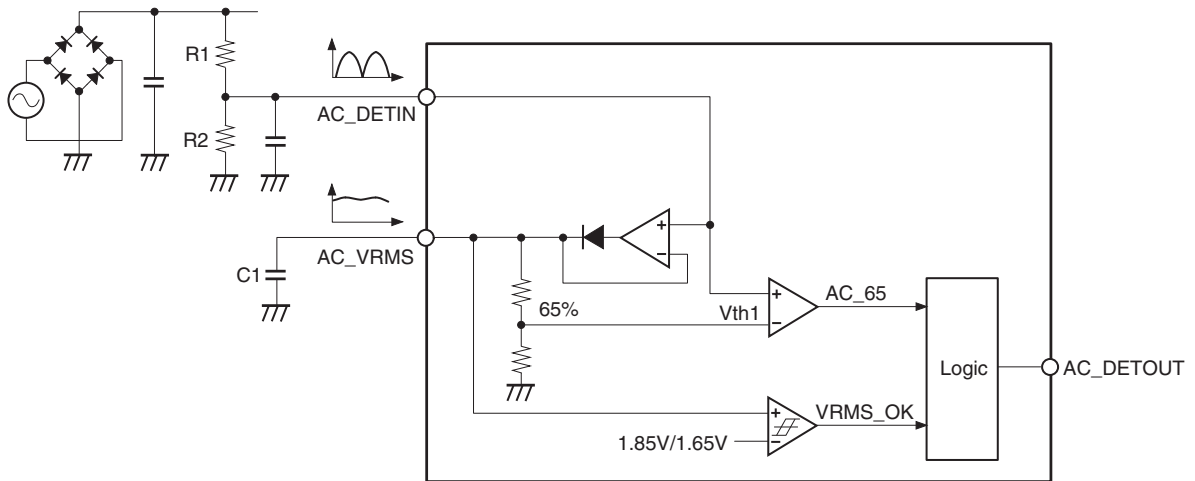 R1
AC_DETIN
R2
AC_VRMS
C1
65%
Vth1
+
−
+
−
AC_65
Logic
AC_DETOUT
+
−
VRMS_OK
1.85V/1.65V